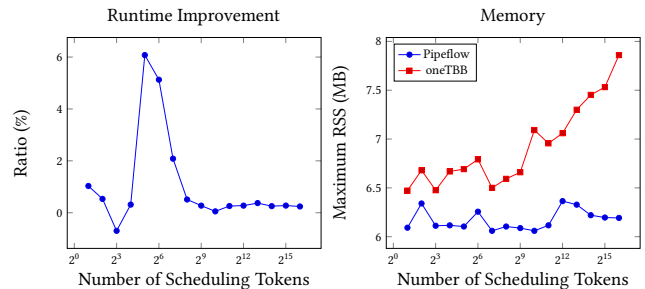 Runtime Improvement
Ratio (%)
6
4
2
0
2^0 2^3 2^6 2^9 2^12 2^15
Number of Scheduling Tokens
Memory
Pipeflow
oneTBB
Maximum RSS (MB)
8
7.5
7
6.5
6
2^0 2^3 2^6 2^9 2^12 2^15
Number of Scheduling Tokens